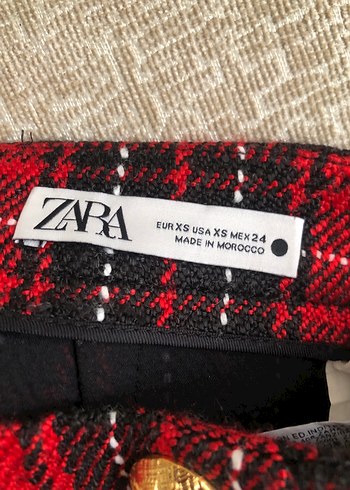 ZARA
EUR XS USA XS MEX 24
MADE IN MOROCCO